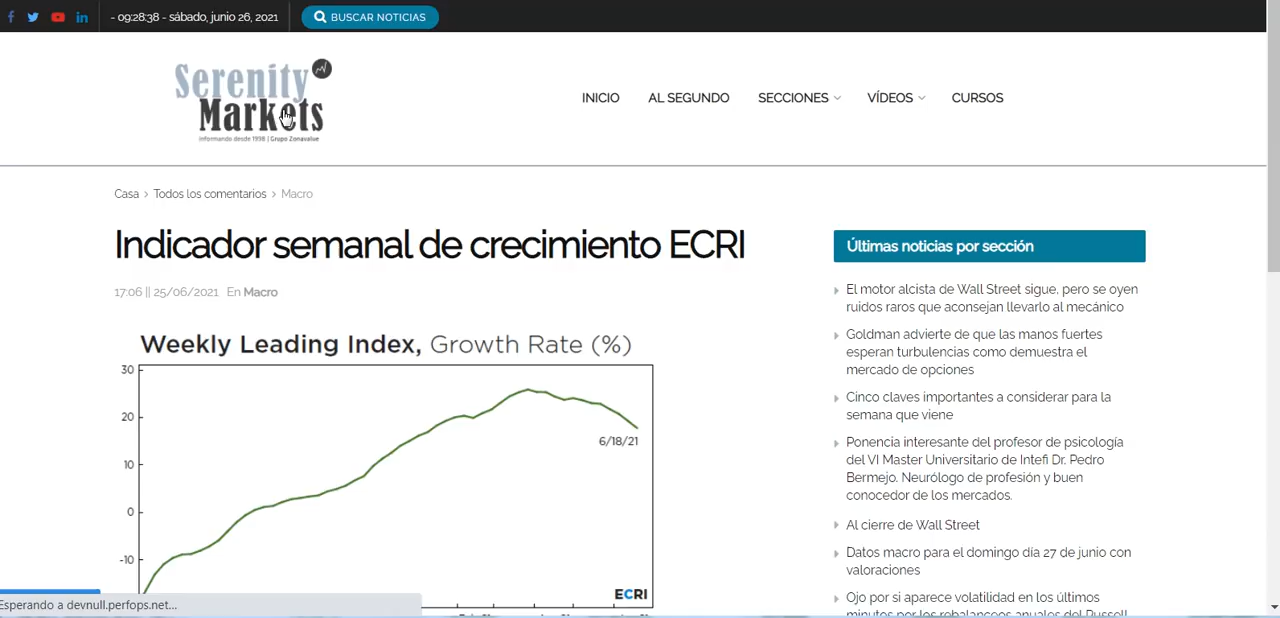 - 09:28:38 - sábado, junio 26, 2021
BUSCAR NOTICIAS
Serenity
Markets
informando desde 1998 | Grupo Zonavalue
INICIO
AL SEGUNDO
SECCIONES
VÍDEOS
CURSOS
Casa > Todos los comentarios > Macro
Indicador semanal de crecimiento ECRI
17:06 || 25/06/2021 En Macro
Weekly Leading Index, Growth Rate (%)
30
20
10
0
-10
6/18/21
ECRI
Esperando a devnull.perfops.net...
Últimas noticias por sección
El motor alcista de Wall Street sigue, pero se oyen
ruidos raros que aconsejan llevarlo al mecánico
Goldman advierte de que las manos fuertes
esperan turbulencias como demuestra el
mercado de opciones
Cinco claves importantes a considerar para la
semana que viene
Ponencia interesante del profesor de psicología
del VI Master Universitario de Intefi Dr. Pedro
Bermejo. Neurólogo de profesión y buen
conocedor de los mercados.
Al cierre de Wall Street
Datos macro para el domingo día 27 de junio con
valoraciones
Ojo por si aparece volatilidad en los últimos
minutos por los rebalanceos anuales del Russell